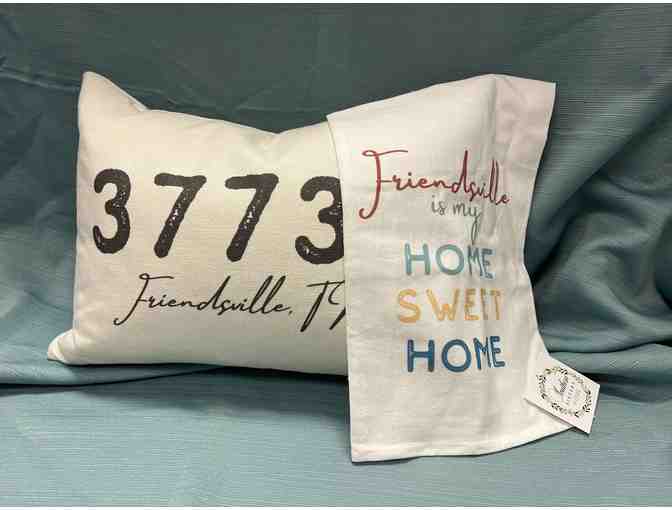 3773
Friendsville, T
Friendsville
is my
HOME
SWEET
HOME